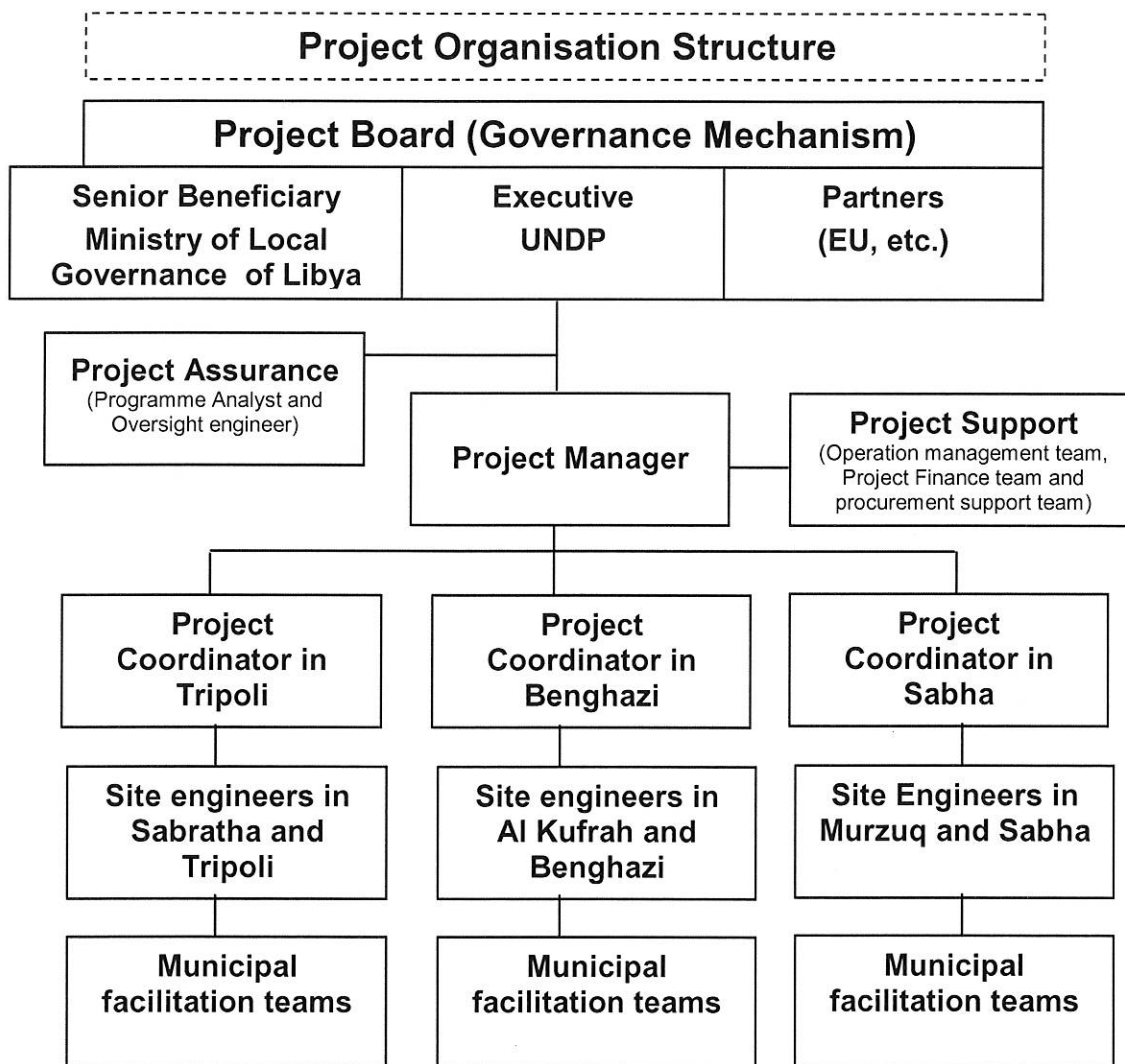 Project Organisation Structure
Project Board (Governance Mechanism)
Senior Beneficiary
Ministry of Local
Governance of Libya
Executive
UNDP
Partners
(EU, etc.)
Project Assurance
(Programme Analyst and
Oversight engineer)
Project Manager
Project Support
(Operation management team,
Project Finance team and
procurement support team)
Project
Coordinator in
Tripoli
Project
Coordinator in
Benghazi
Project
Coordinator in
Sabha
Site engineers in
Sabratha and
Tripoli
Site engineers in
Al Kufrah and
Benghazi
Site Engineers in
Murzuq and Sabha
Municipal
facilitation teams
Municipal
facilitation teams
Municipal
facilitation teams